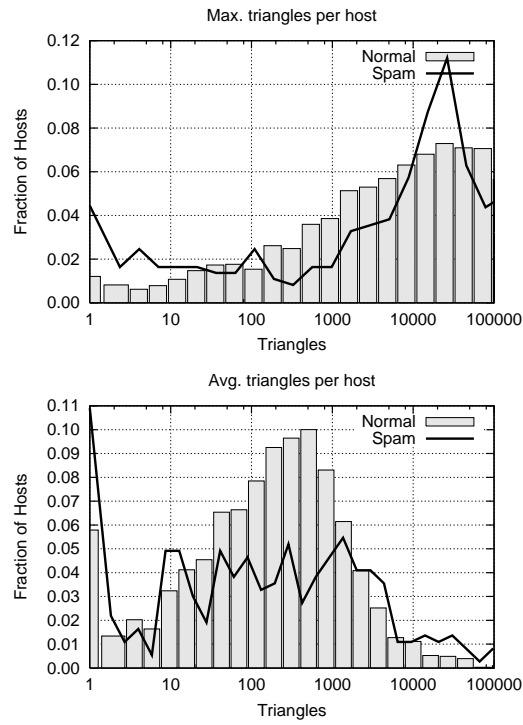 Max. triangles per host
0.12
0.10
0.08
0.06
0.04
0.02
0.00
Fraction of Hosts
Normal
Spam
1 10 100 1000 10000 100000
Triangles
Avg. triangles per host
0.11
0.10
0.09
0.08
0.07
0.06
0.05
0.04
0.03
0.02
0.01
0.00
Fraction of Hosts
Normal
Spam
1 10 100 1000 10000 100000
Triangles